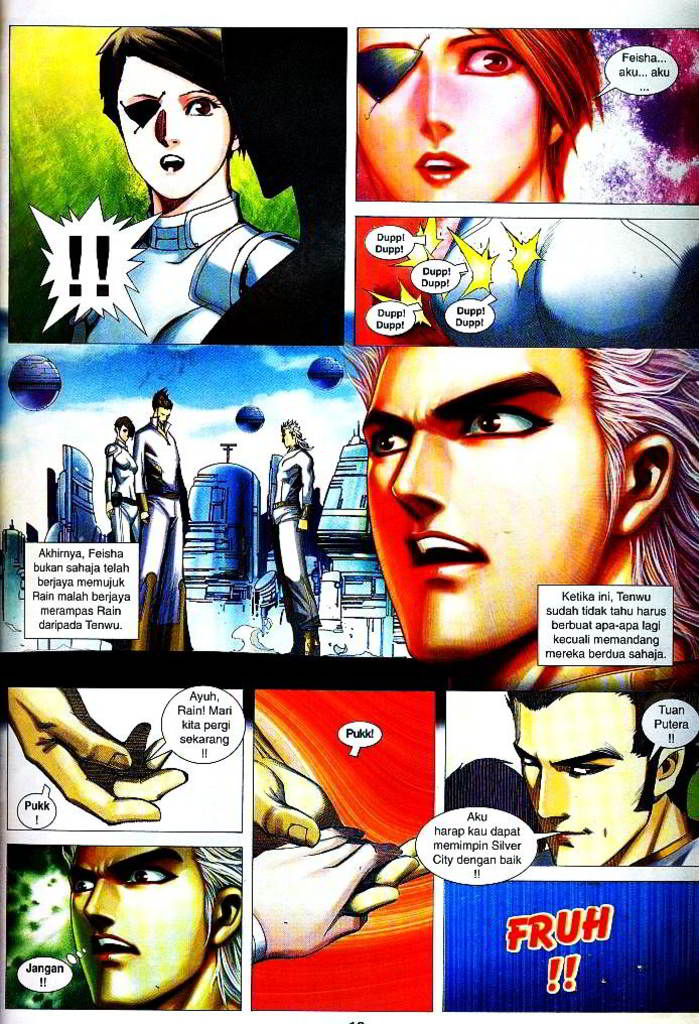 !!
Feisha...
aku... aku
...
Dupp!
Dupp!
Dupp!
Dupp!
Dupp!
Dupp!
Dupp!
Dupp!
Akhirnya, Feisha
bukan sahaja telah
berjaya memujuk
Rain malah berjaya
merampas Rain
daripada Tenwu.
Ketika ini, Tenwu
sudah tidak tahu harus
berbuat apa-apa lagi
kecuali memandang
mereka berdua sahaja.
Ayuh,
Rain! Mari
kita pergi
sekarang
!!
Pukk
!
Pukk!
Tuan
Putera
!!
Aku
harap kau dapat
memimpin Silver
City dengan baik
!!
Jangan
!!
FRUH
!!